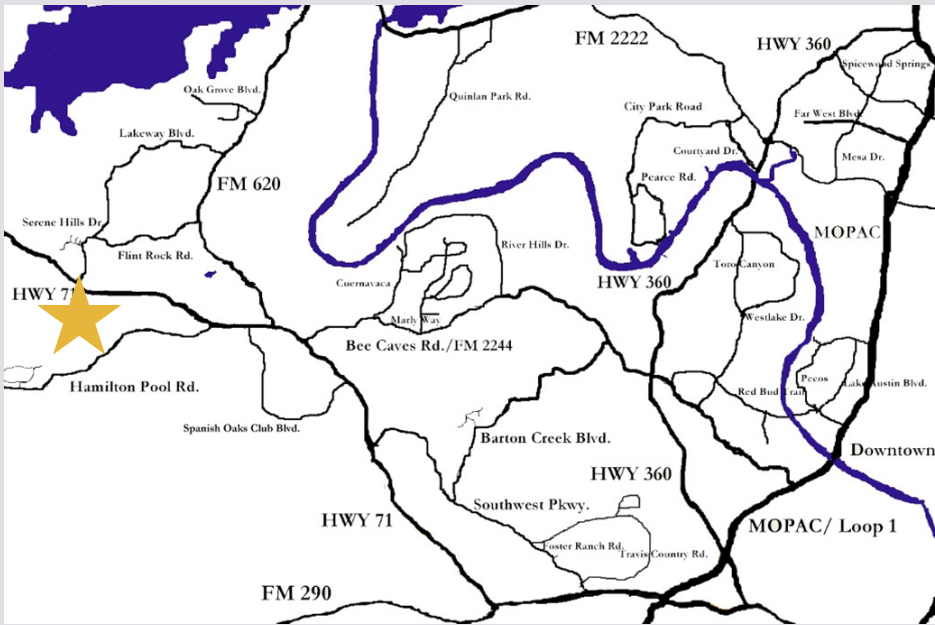 FM 2222
HWY 360
Spicewood Springs
Oak Grove Blvd.
Quinlan Park Rd.
City Park Road
Far West Blvd.
Lakeway Blvd.
Courtyard Dr.
Mesa Dr.
FM 620
Pearce Rd.
Serene Hills Dr.
MOPAC
Flint Rock Rd.
River Hills Dr.
Toro Canyon
Cuernavaca
HWY 360
HWY 71
Marly Way
Westlake Dr.
Bee Caves Rd./FM 2244
Hamilton Pool Rd.
Pecos
Red Bud Trail
Lake Austin Blvd.
Spanish Oaks Club Blvd.
Barton Creek Blvd.
Downtown
HWY 360
Southwest Pkwy.
HWY 71
MOPAC/ Loop 1
Foster Ranch Rd.
Travis Country Rd.
FM 290